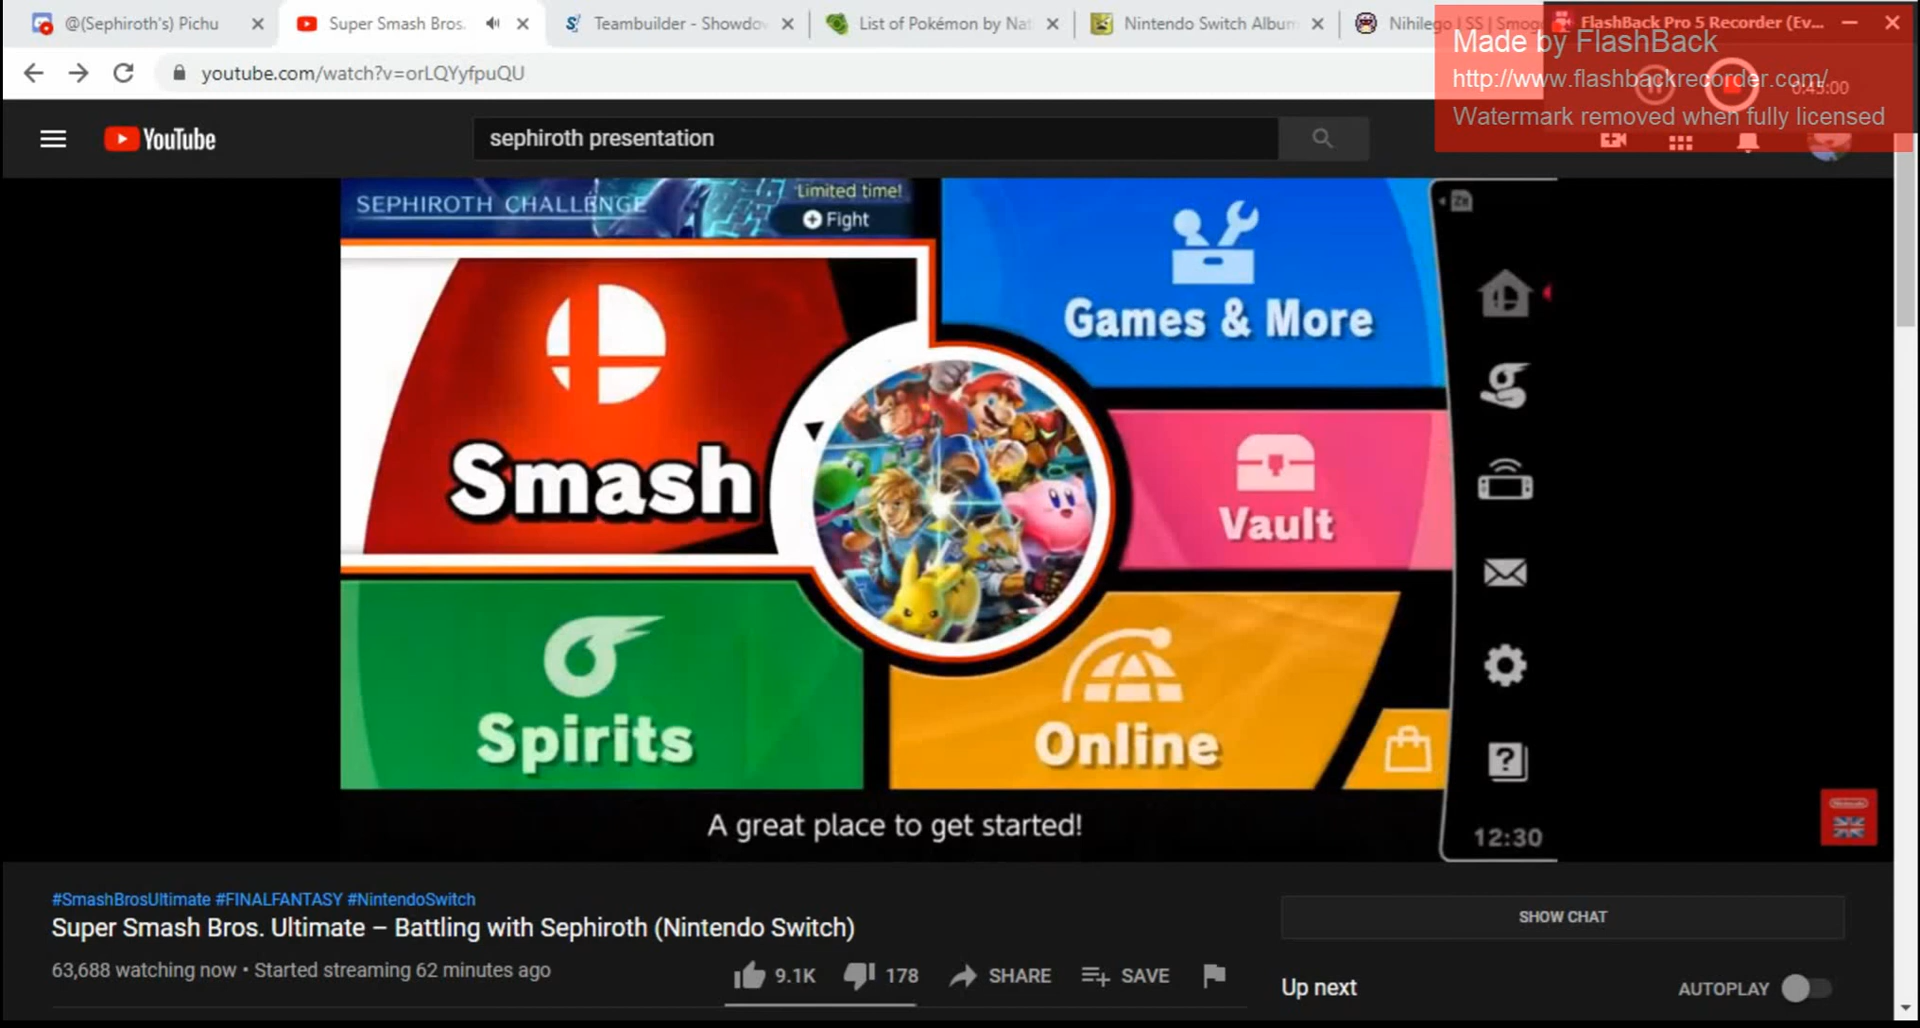 @(Sephiroth's) Pichu
Super Smash Bros.
Teambuilder - Showdo
List of Pokémon by Na
Nintendo Switch Album
Nihilego | SS | Smog
FlashBack Pro 5 Recorder (Ev...
Made by FlashBack
http://www.flashbackrecorder.com/
0:45:00
Watermark removed when fully licensed
youtube.com/watch?v=orLQYyfpuQU
YouTube
sephiroth presentation
SEPHIROTH CHALLENGE
Limited time!
+ Fight
Games & More
Smash
Vault
Spirits
Online
A great place to get started!
12:30
#SmashBrosUltimate #FINALFANTASY #NintendoSwitch
Super Smash Bros. Ultimate – Battling with Sephiroth (Nintendo Switch)
63,688 watching now • Started streaming 62 minutes ago
9.1K
178
SHARE
SAVE
SHOW CHAT
Up next
AUTOPLAY